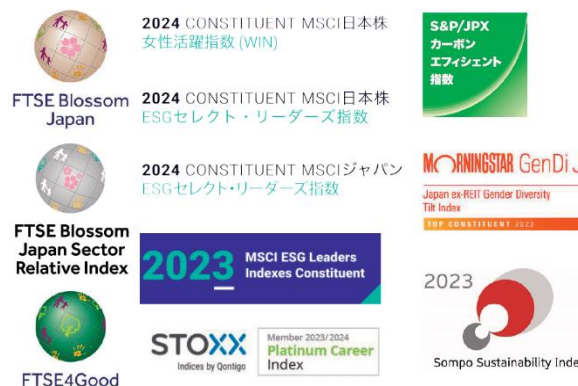 FTSE Blossom
Japan
FTSE Blossom
Japan Sector
Relative Index
FTSE4Good
2024 CONSTITUENT MSCI日本株
女性活躍指数 (WIN)
2024 CONSTITUENT MSCI日本株
ESGセレクト・リーダーズ指数
2024 CONSTITUENT MSCIジャパン
ESGセレクト・リーダーズ指数
2023 MSCI ESG Leaders
Indexes Constituent
STOXX
Indices by Qontigo
Member 2023/2024
Platinum Career
Index
S&P/JPX
カーボン
エフィシェント
指数
MORNINGSTAR GenDi J
Japan ex-REIT Gender Diversity
Tilt Index
TOP CONSTITUENT 2023
2023
Sompo Sustainability Inde